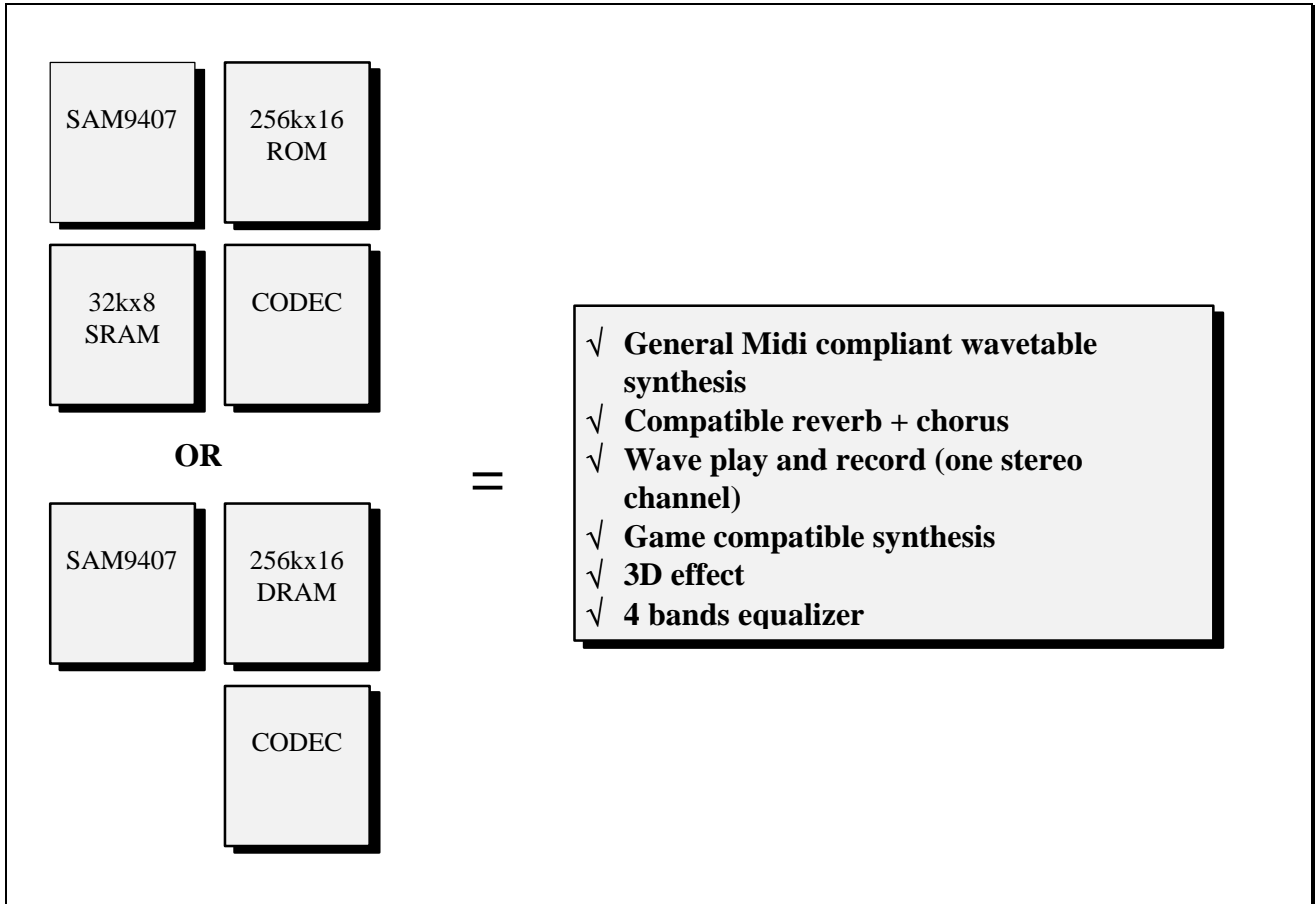 SAM9407
256kx16
ROM
32kx8
SRAM
CODEC
OR
SAM9407
256kx16
DRAM
CODEC
=
√ General Midi compliant wavetable
synthesis
√ Compatible reverb + chorus
√ Wave play and record (one stereo
channel)
√ Game compatible synthesis
√ 3D effect
√ 4 bands equalizer